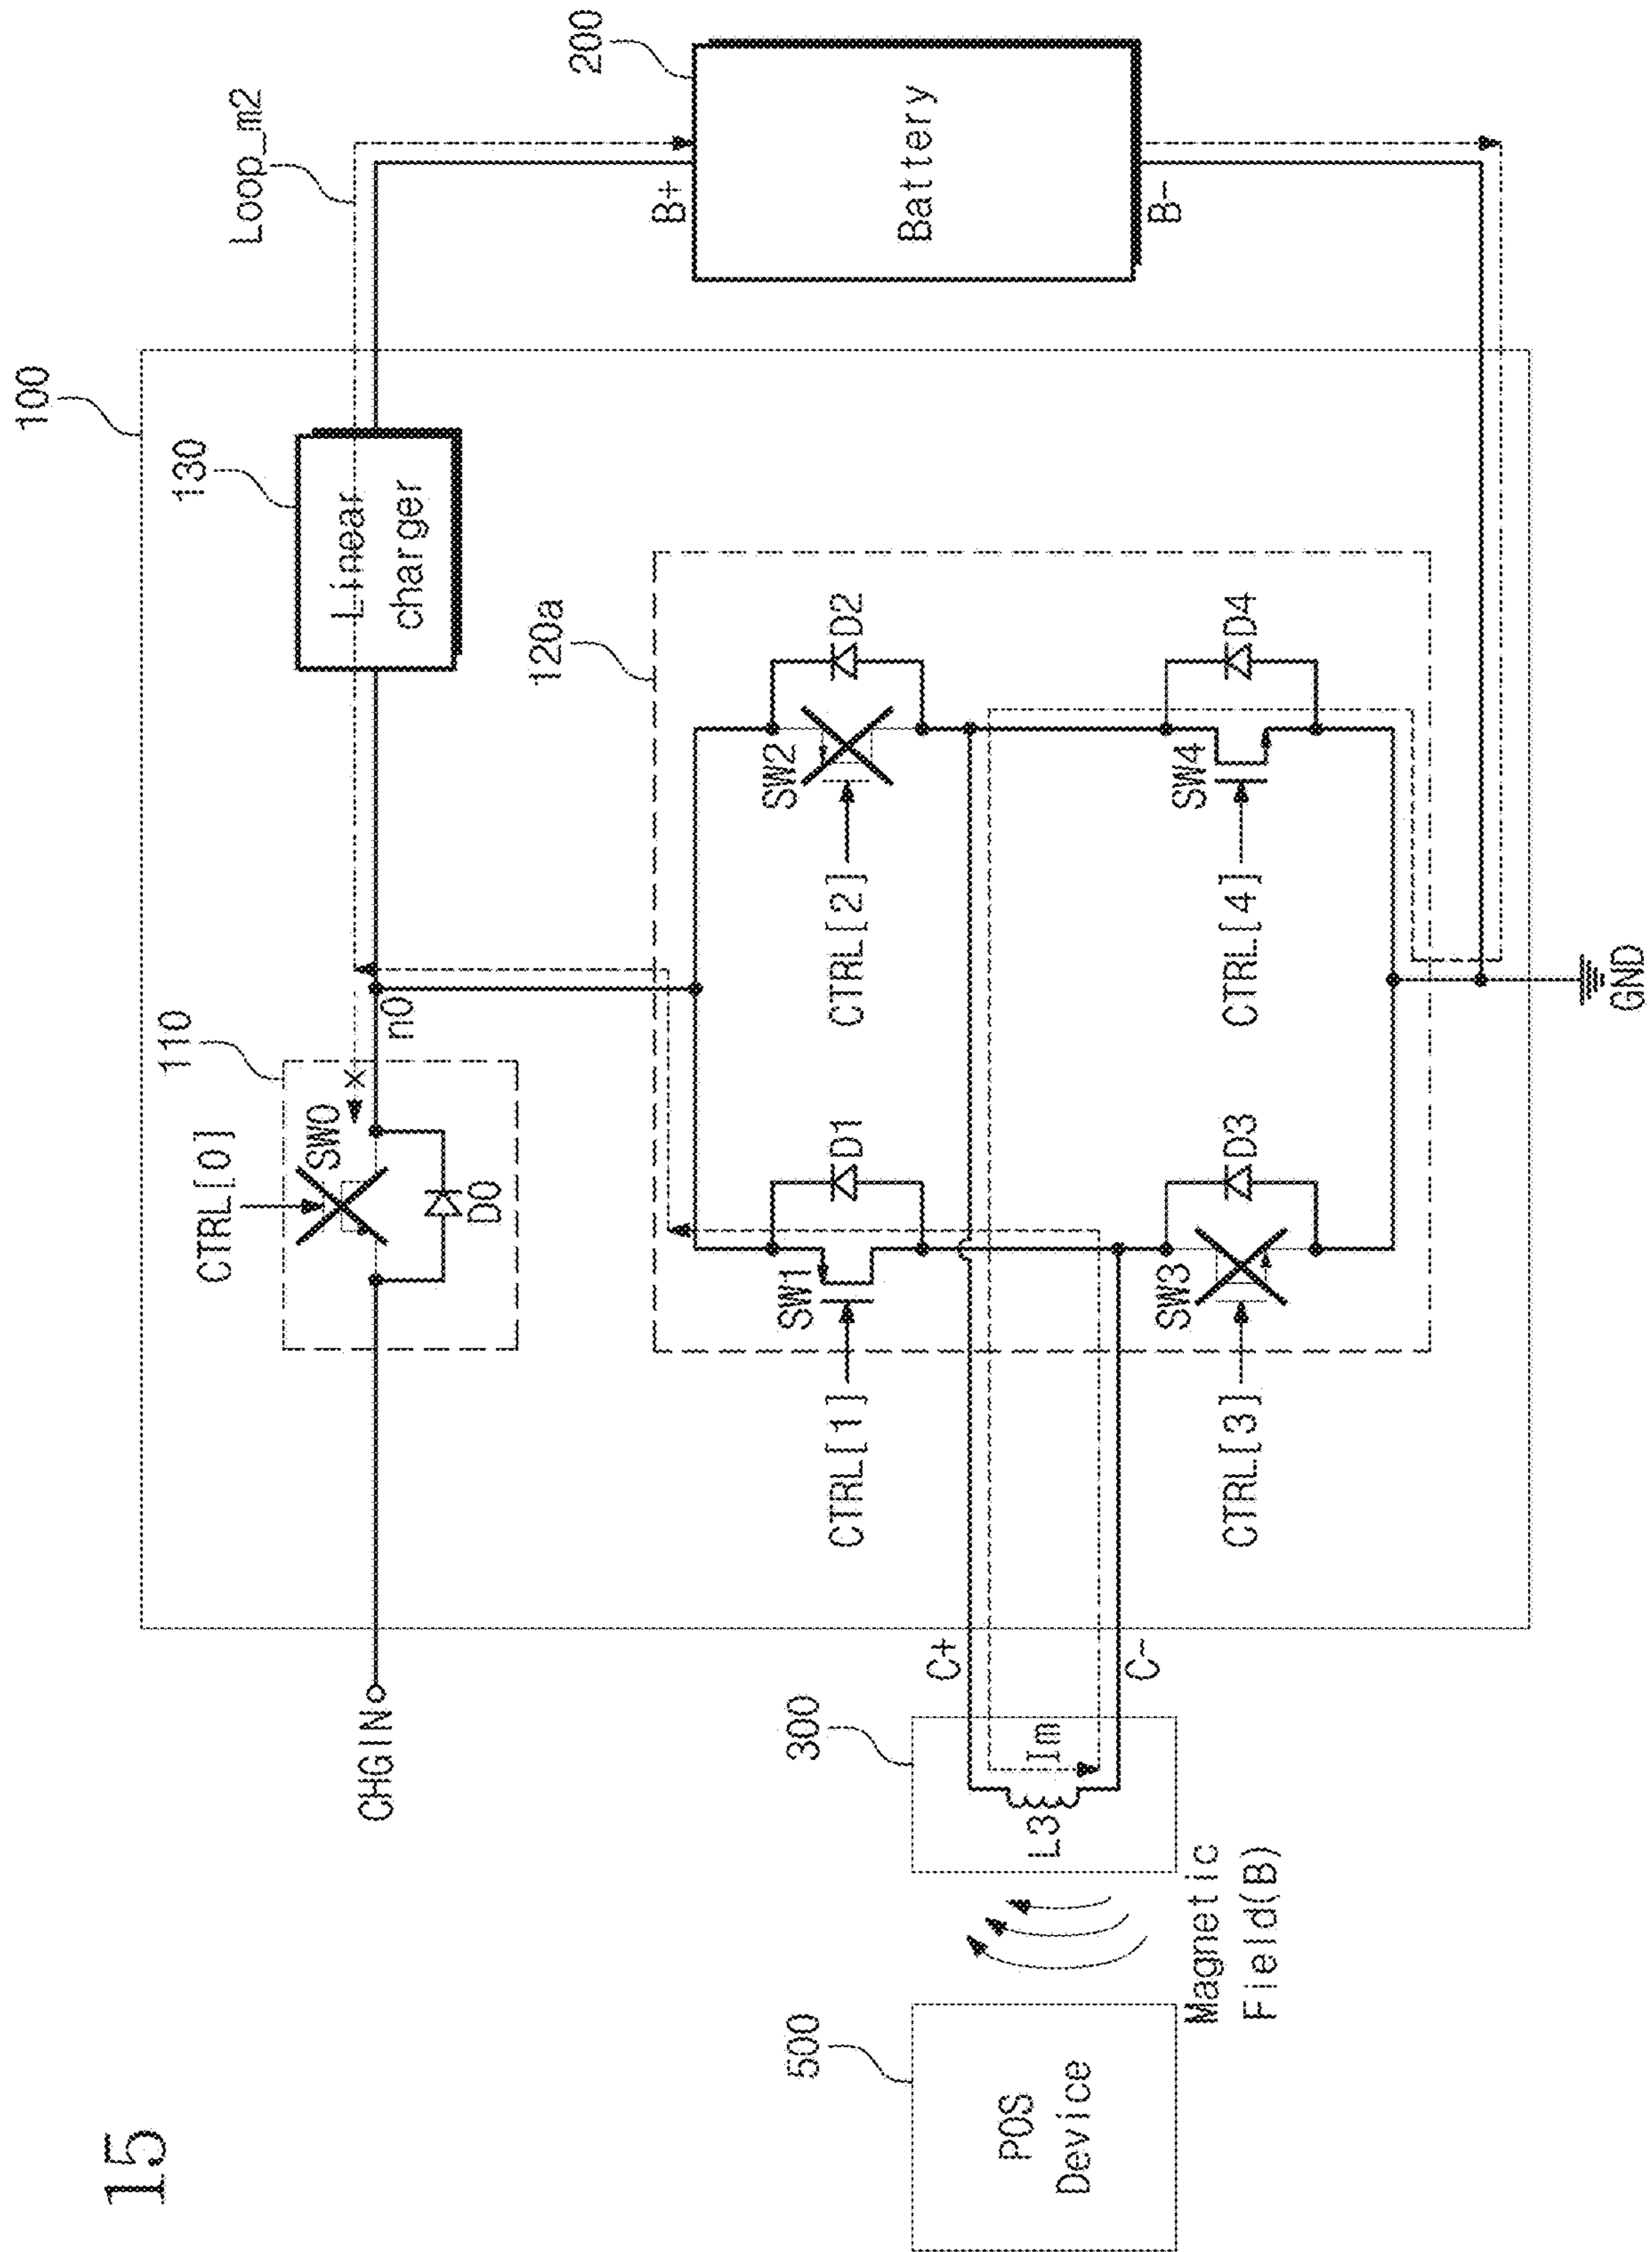 15
100
200
Loop_m2
130
Linear
charger
B+
Battery
B-
110
CTRL[0]
SW0
D0
n0
CHGIN
120a
SW1
D1
CTRL[1]
SW2
D2
CTRL[2]
SW3
D3
CTRL[3]
SW4
D4
CTRL[4]
GND
C+
C-
300
L3
Im
Magnetic
Field(B)
500
POS
Device